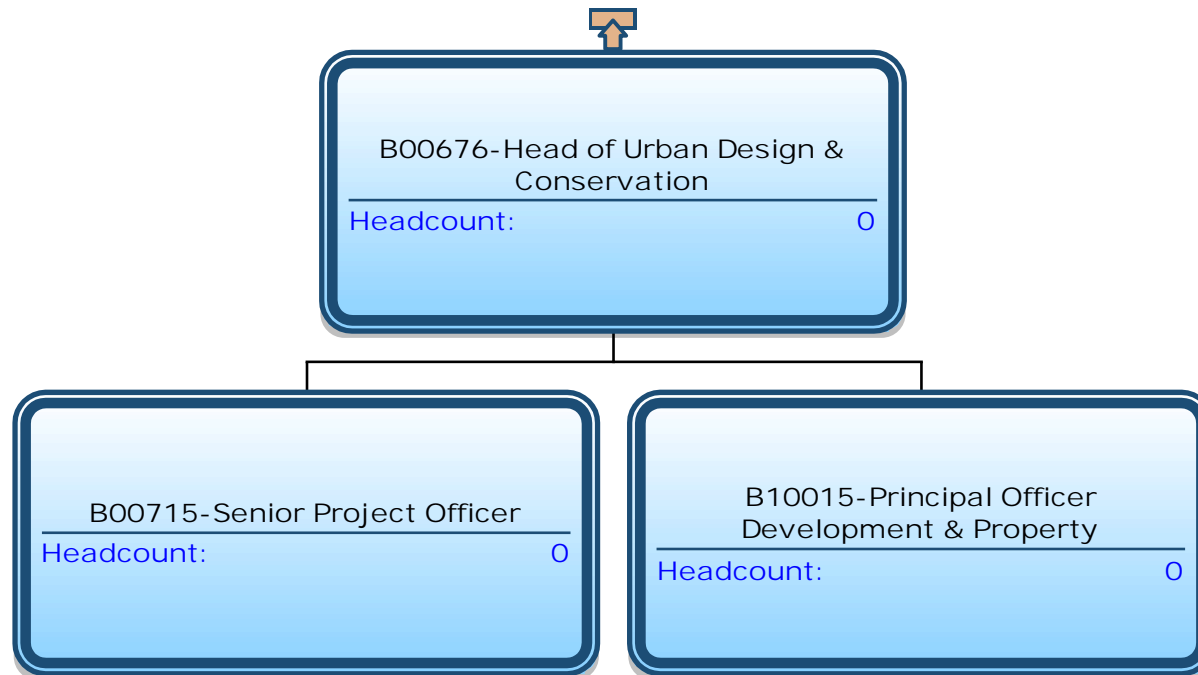 B00676-Head of Urban Design &
Conservation
Headcount: 0
B00715-Senior Project Officer
Headcount: 0
B10015-Principal Officer
Development & Property
Headcount: 0